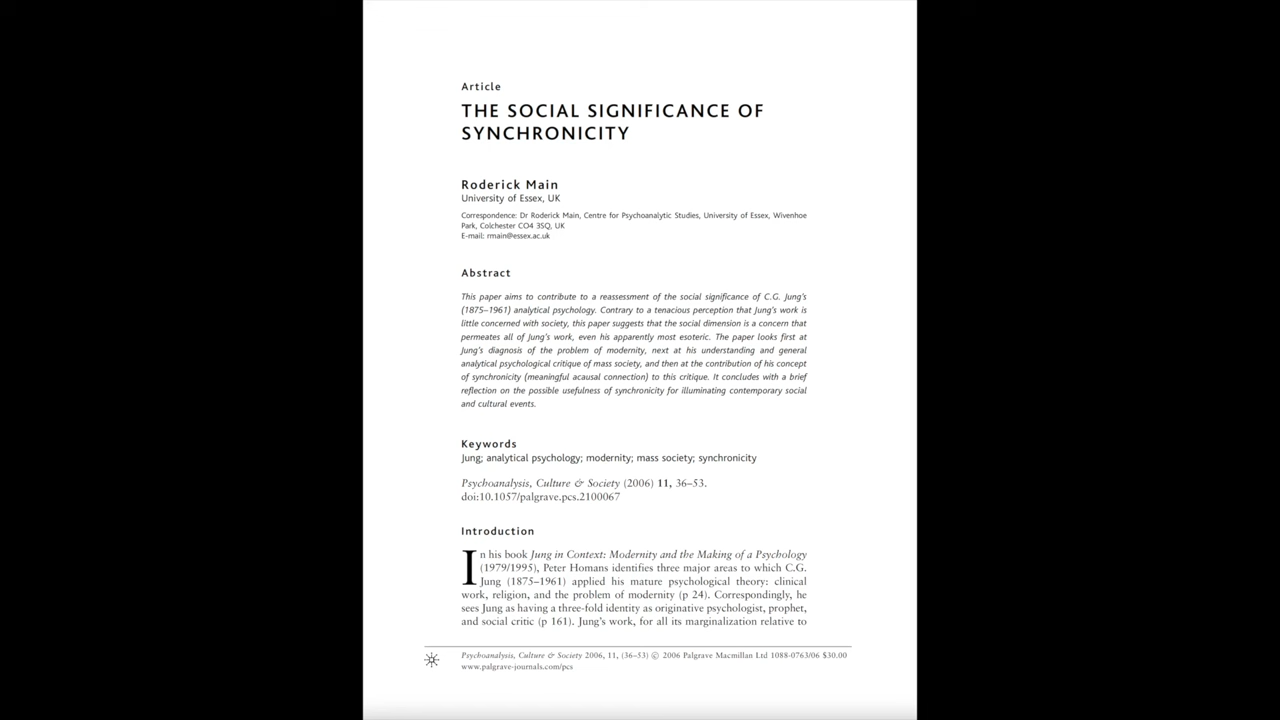 Article
THE SOCIAL SIGNIFICANCE OF
SYNCHRONICITY
Roderick Main
University of Essex, UK
Correspondence: Dr Roderick Main, Centre for Psychoanalytic Studies, University of Essex, Wivenhoe
Park, Colchester CO4 3SQ, UK
E-mail: rmain@essex.ac.uk
Abstract
This paper aims to contribute to a reassessment of the social significance of C.G. Jung's
(1875–1961) analytical psychology. Contrary to a tenacious perception that Jung's work is
little concerned with society, this paper suggests that the social dimension is a concern that
permeates all of Jung's work, even his apparently most esoteric. The paper looks first at
Jung's diagnosis of the problem of modernity, next at his understanding and general
analytical psychological critique of mass society, and then at the contribution of his concept
of synchronicity (meaningful acausal connection) to this critique. It concludes with a brief
reflection on the possible usefulness of synchronicity for illuminating contemporary social
and cultural events.
Keywords
Jung; analytical psychology; modernity; mass society; synchronicity
Psychoanalysis, Culture & Society (2006) 11, 36–53.
doi:10.1057/palgrave.pcs.2100067
Introduction
In his book Jung in Context: Modernity and the Making of a Psychology
(1979/1995), Peter Homans identifies three major areas to which C.G.
Jung (1875–1961) applied his mature psychological theory: clinical
work, religion, and the problem of modernity (p 24). Correspondingly, he
sees Jung as having a three-fold identity as originative psychologist, prophet,
and social critic (p 161). Jung's work, for all its marginalization relative to
Psychoanalysis, Culture & Society 2006, 11, (36–53) © 2006 Palgrave Macmillan Ltd 1088-0763/06 $30.00
www.palgrave-journals.com/pcs